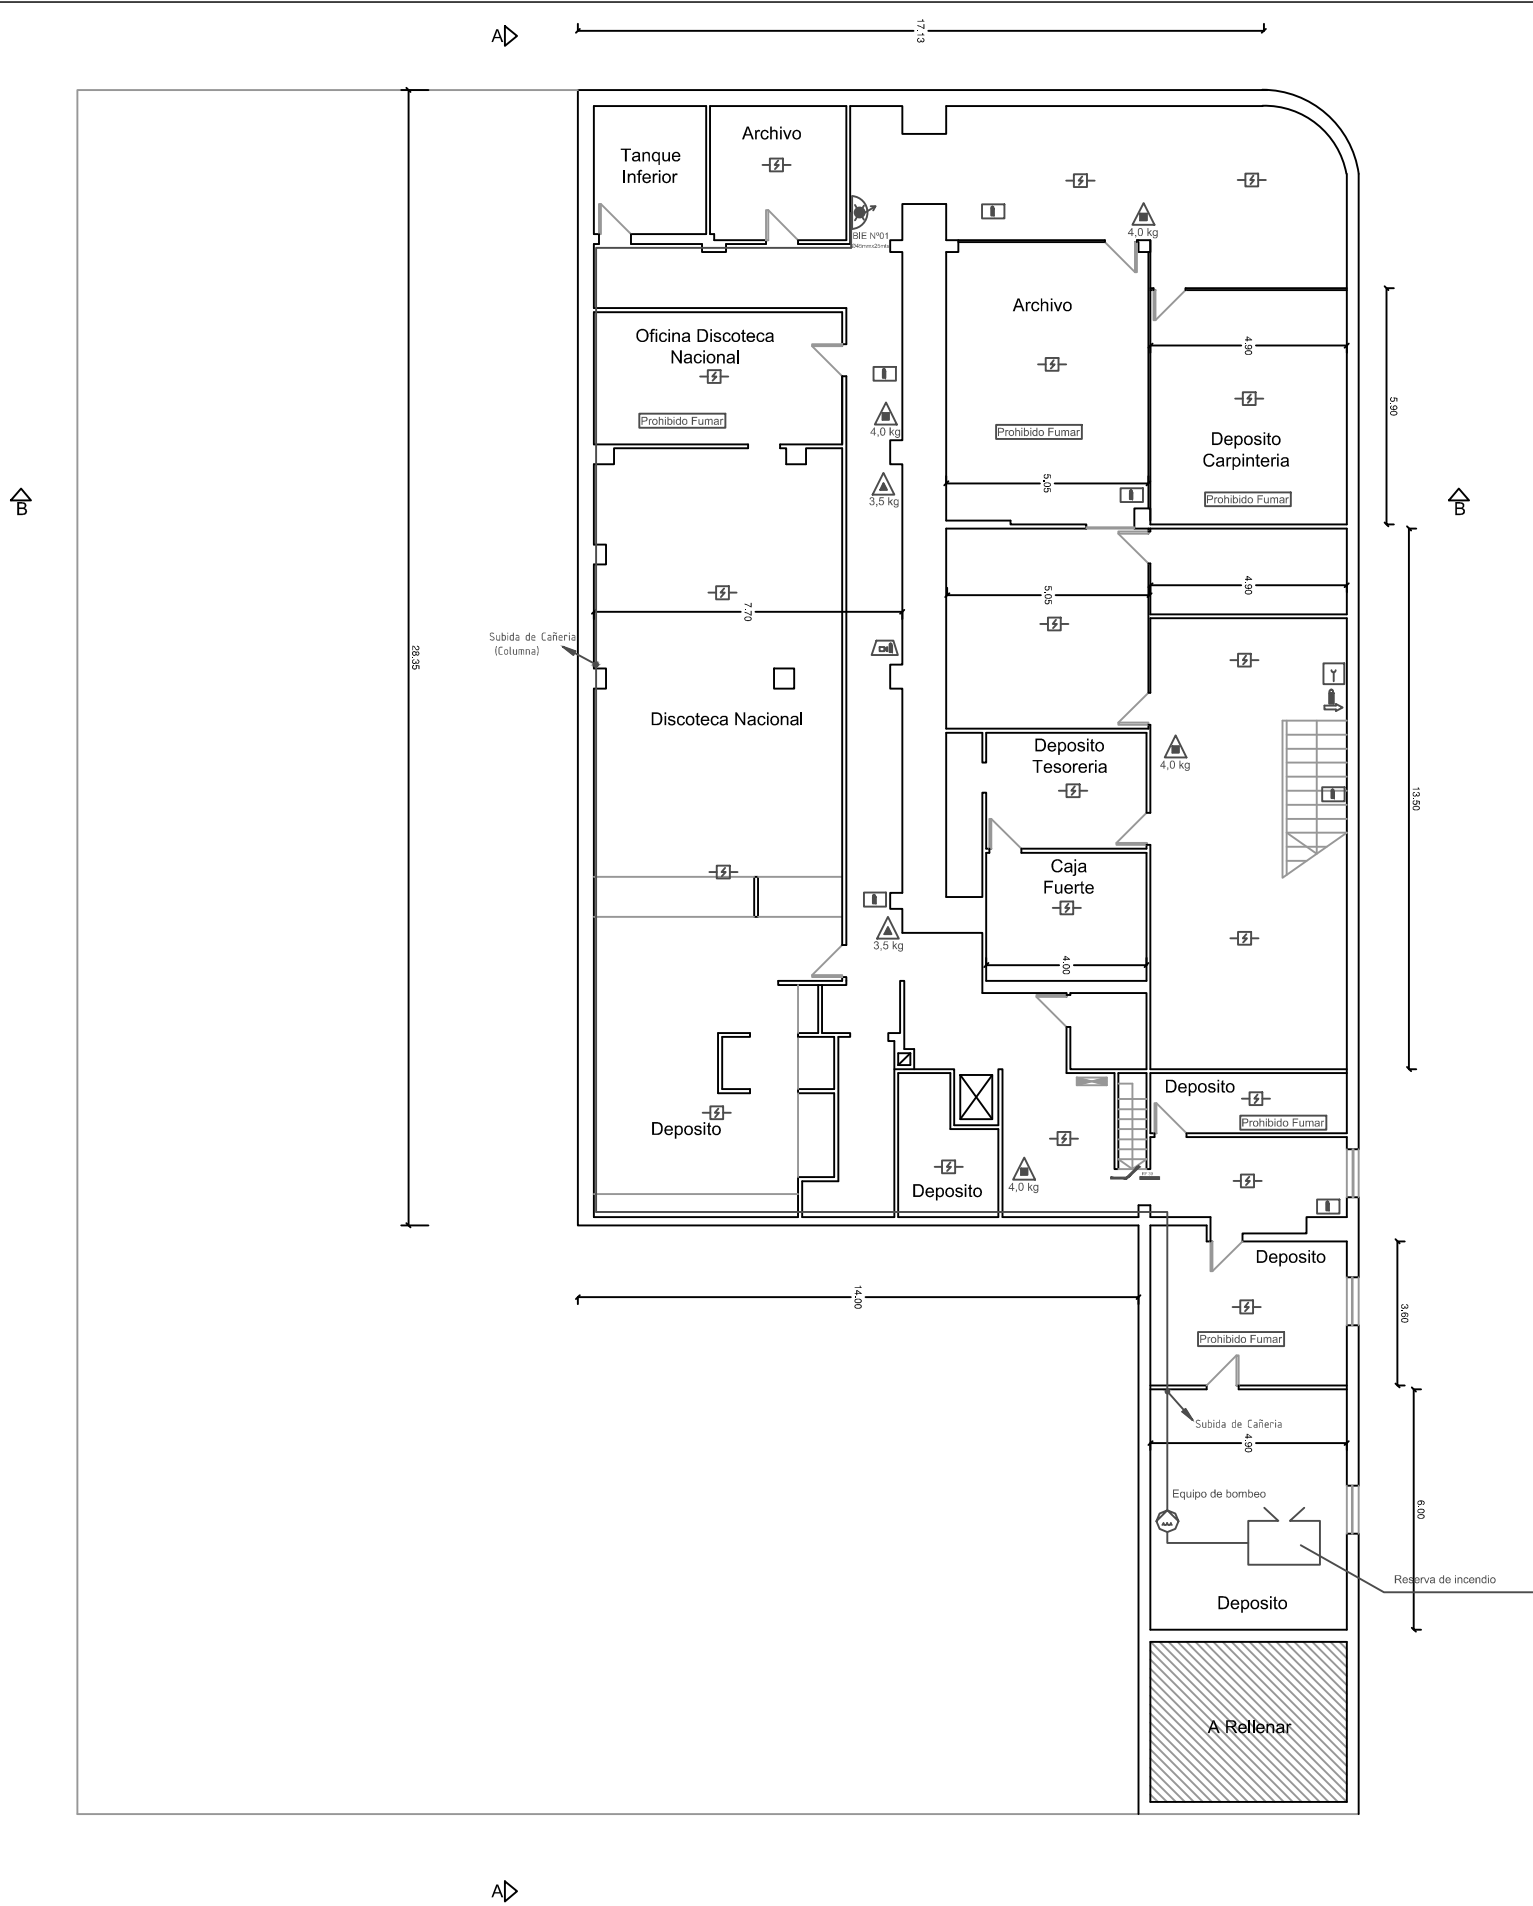 A
17.13
Archivo
Tanque
Inferior
BIE Nº01
4,0 kg
Archivo
Oficina Discoteca
Nacional
Prohibido Fumar
4.90
5.90
4,0 kg
Prohibido Fumar
Deposito
Carpinteria
Prohibido Fumar
5.05
3,5 kg
B
B
4.90
5.05
7.70
Subida de Cañeria
(Columna)
28.35
Discoteca Nacional
Deposito
Tesoreria
4,0 kg
13.50
Caja
Fuerte
3,5 kg
4.00
Deposito
Prohibido Fumar
Deposito
Deposito
4,0 kg
Deposito
14.00
3.60
Prohibido Fumar
Subida de Cañeria
4.90
Equipo de bombeo
6.00
Reserva de incendio
Deposito
A Rellenar
A